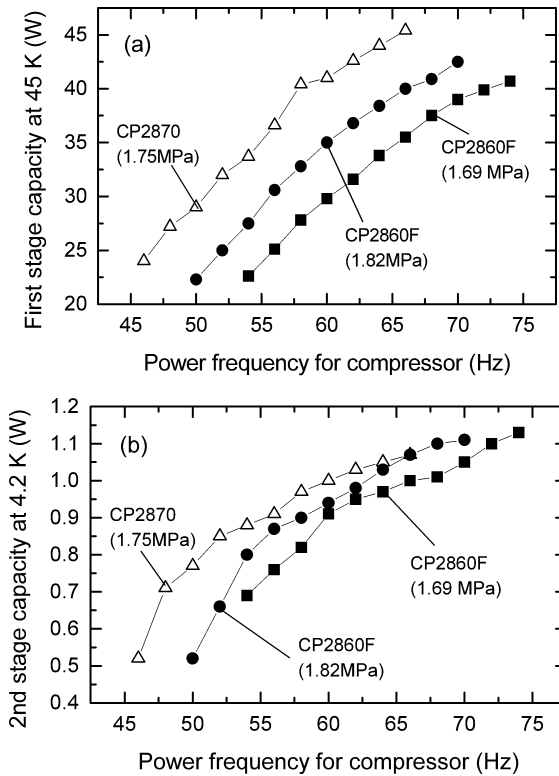 First stage capacity at 45 K (W)
45
40
35
30
25
20
(a)
CP2870
(1.75MPa)
CP2860F
(1.69 MPa)
CP2860F
(1.82MPa)
45 50 55 60 65 70 75
Power frequency for compressor (Hz)
2nd stage capacity at 4.2 K (W)
1.2
1.1
1.0
0.9
0.8
0.7
0.6
0.5
0.4
(b)
CP2870
(1.75MPa)
CP2860F
(1.69 MPa)
CP2860F
(1.82MPa)
45 50 55 60 65 70 75
Power frequency for compressor (Hz)